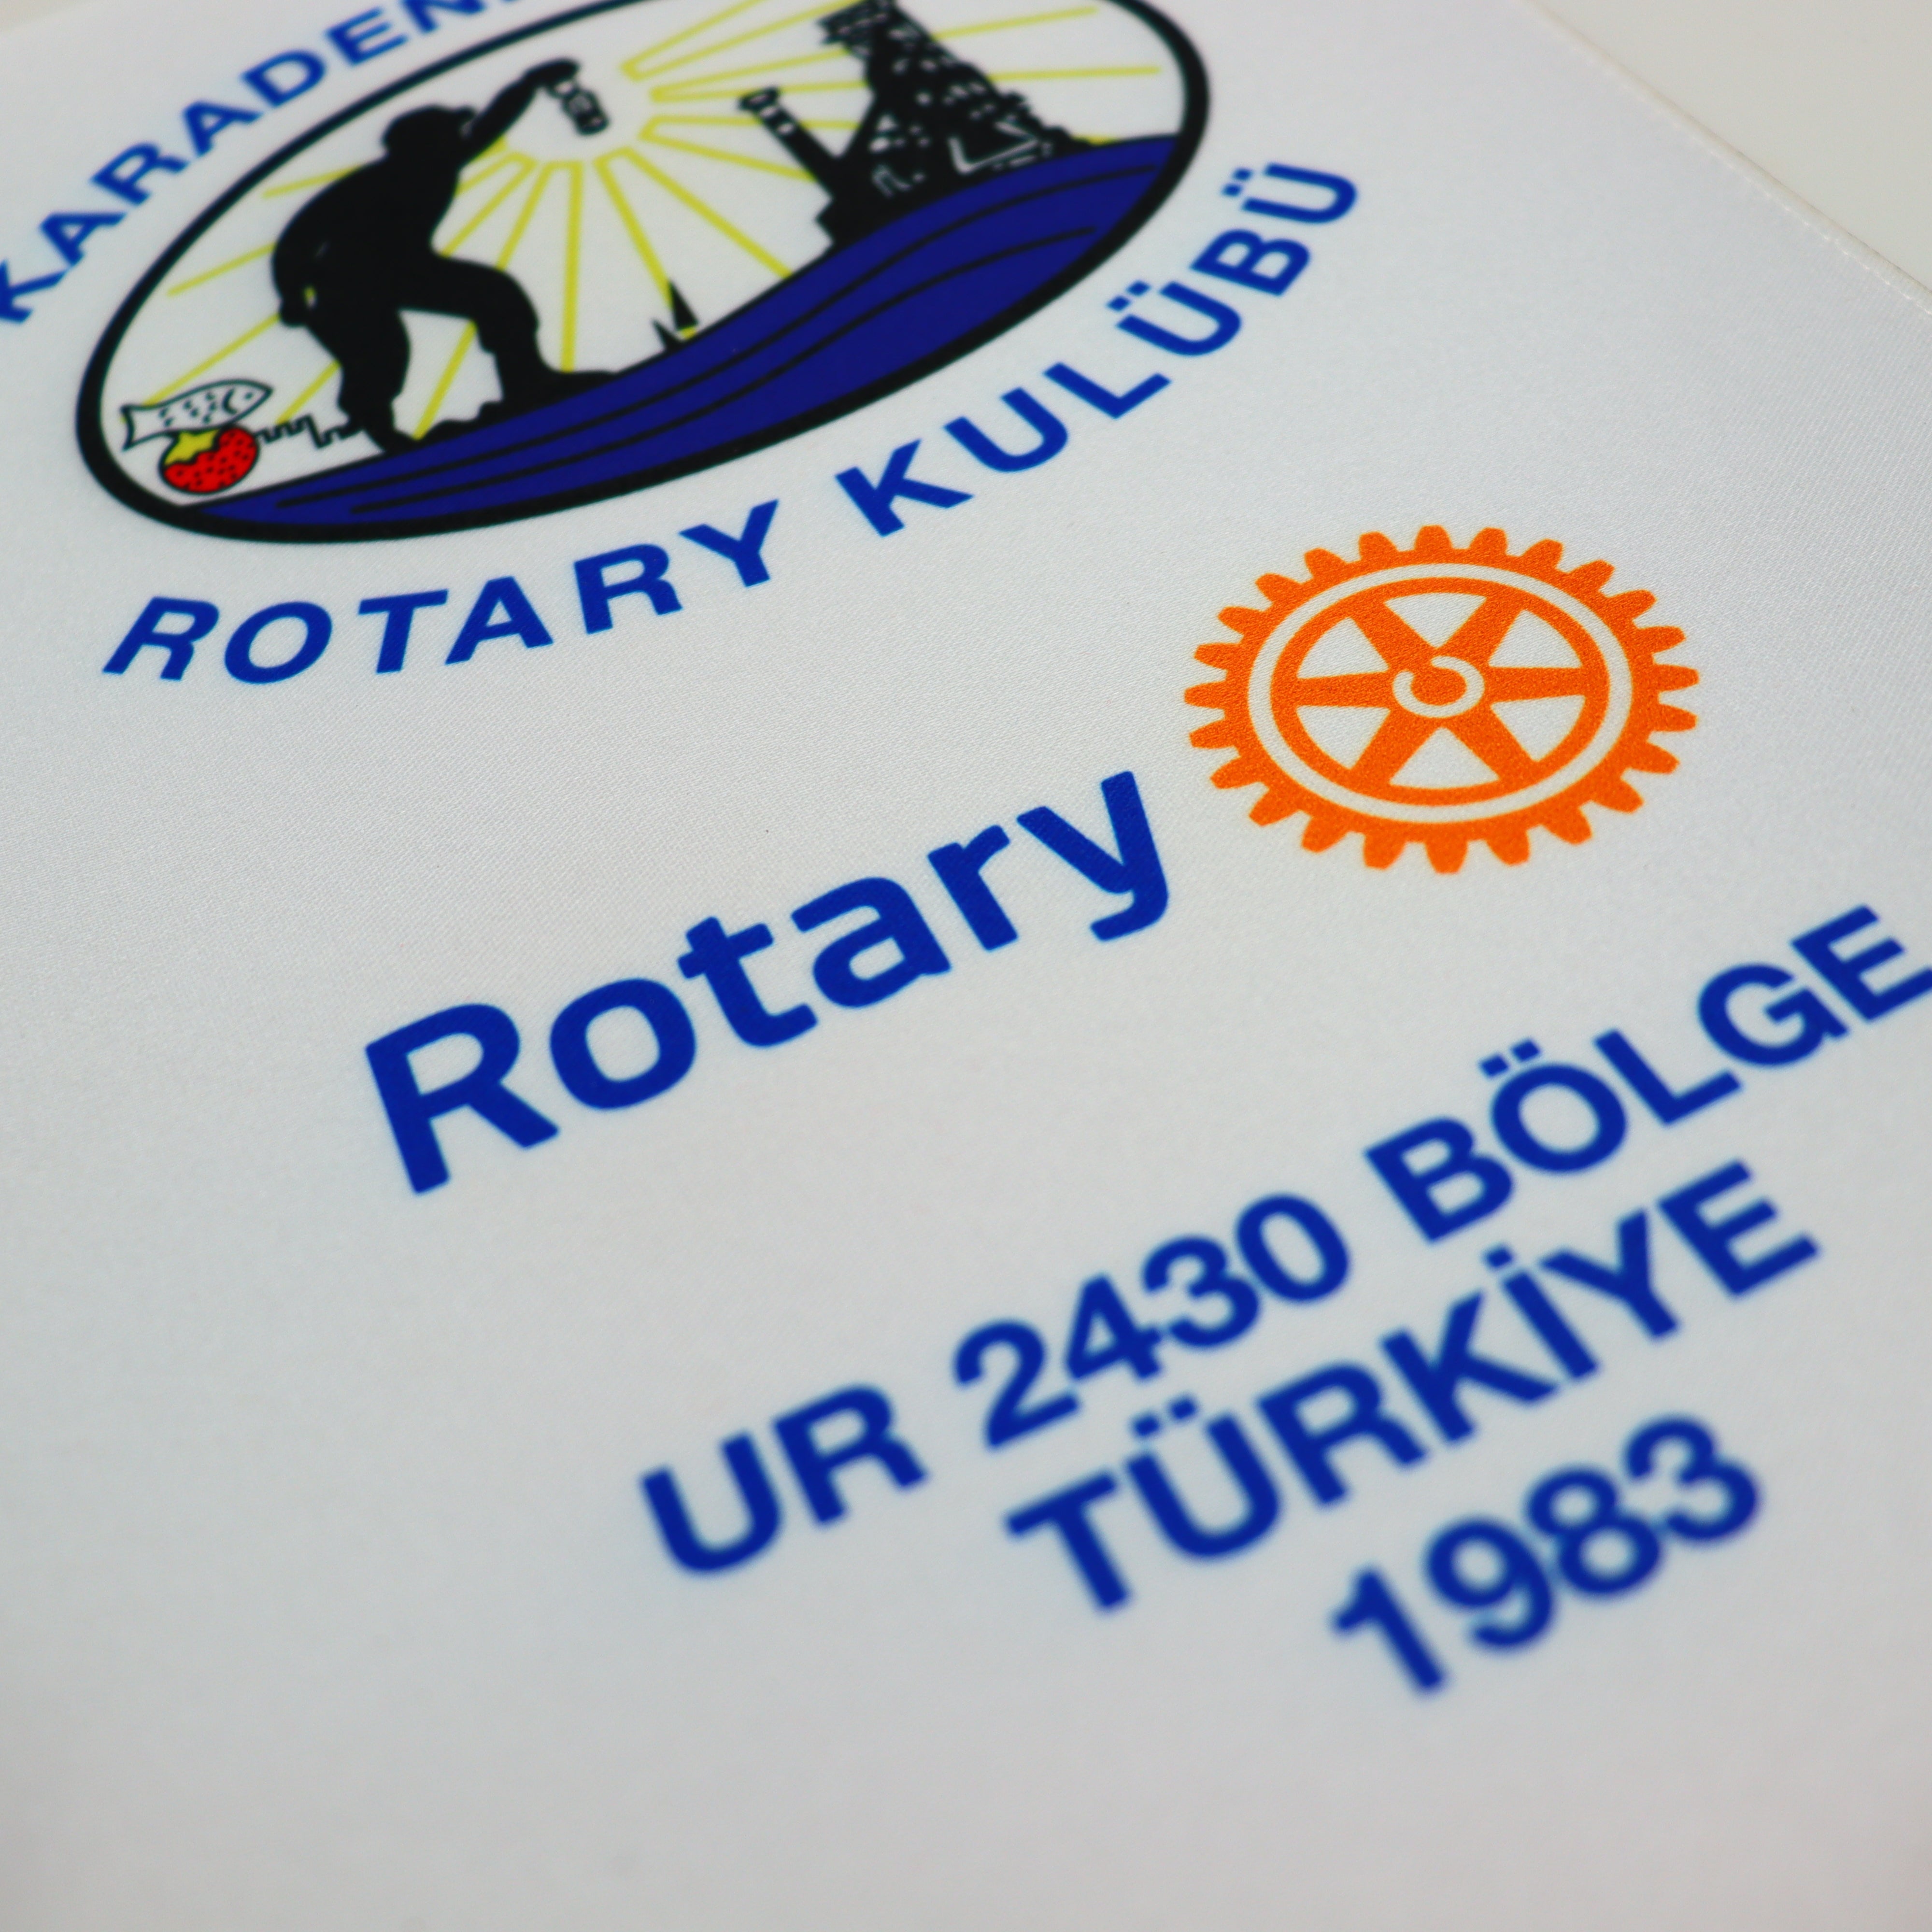 ROTARY KULÜBÜ
Rotary
UR 2430 BÖLGE
TÜRKİYE
1983